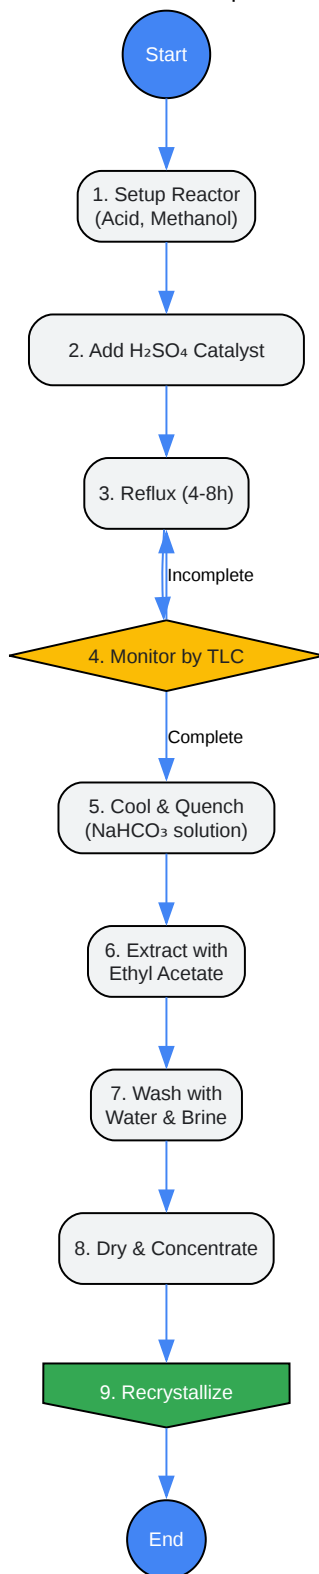 Start
1. Setup Reactor
(Acid, Methanol)
2. Add H₂SO₄ Catalyst
3. Reflux (4-8h)
Incomplete
4. Monitor by TLC
Complete
5. Cool & Quench
(NaHCO₃ solution)
6. Extract with
Ethyl Acetate
7. Wash with
Water & Brine
8. Dry & Concentrate
9. Recrystallize
End